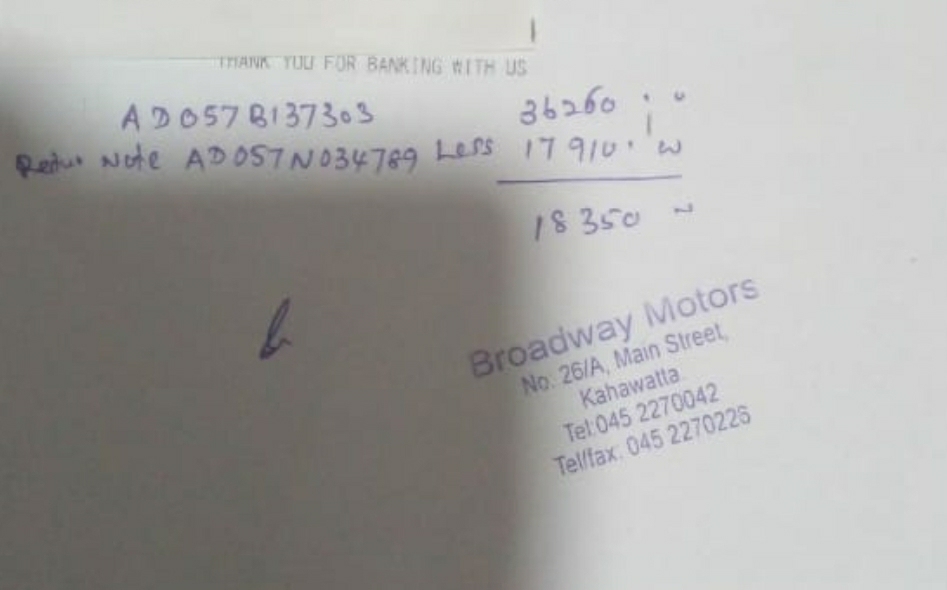 THANK YOU FOR BANKING WITH US
AD057B137303 36260
Return Note AD057N034789 Less 17910
18350
Broadway Motors
No. 26/A, Main Street,
Kahawatta
Tel:045 2270042
Tel/fax: 045 2270226